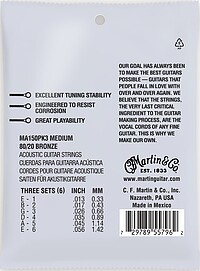 EXCELLENT TUNING STABILITY
ENGINEERED TO RESIST
CORROSION
GREAT PLAYABILITY
MA150PK3 MEDIUM
80/20 BRONZE
ACOUSTIC GUITAR STRINGS
CUERDAS PARA GUITARRA ACÚSTICA
CORDES POUR GUITARE ACOUSTIQUE
SAITEN FÜR AKUSTIKGITARREN
THREE SETS (6) INCH MM
E - 1 .013 0.33
B - 2 .017 0.43
G - 3 .026 0.66
D - 4 .035 0.89
A - 5 .045 1.14
E - 6 .056 1.42
OUR GOAL HAS ALWAYS BEEN
TO MAKE THE BEST GUITARS
POSSIBLE — GUITARS THAT
PEOPLE FALL IN LOVE WITH
OVER AND OVER AGAIN. WE
BELIEVE THAT THE STRINGS,
THE VERY LAST CRITICAL
INGREDIENT TO THE GUITAR
MAKING PROCESS, ARE THE
VOCAL CORDS OF ANY FINE
GUITAR. THIS IS WHY WE
MAKE OUR OWN.
Martin & Co.
EST. 1833
www.martinguitar.com
C. F. Martin & Co., Inc.
Nazareth, PA USA
Made in Mexico
7 29789 55796 2